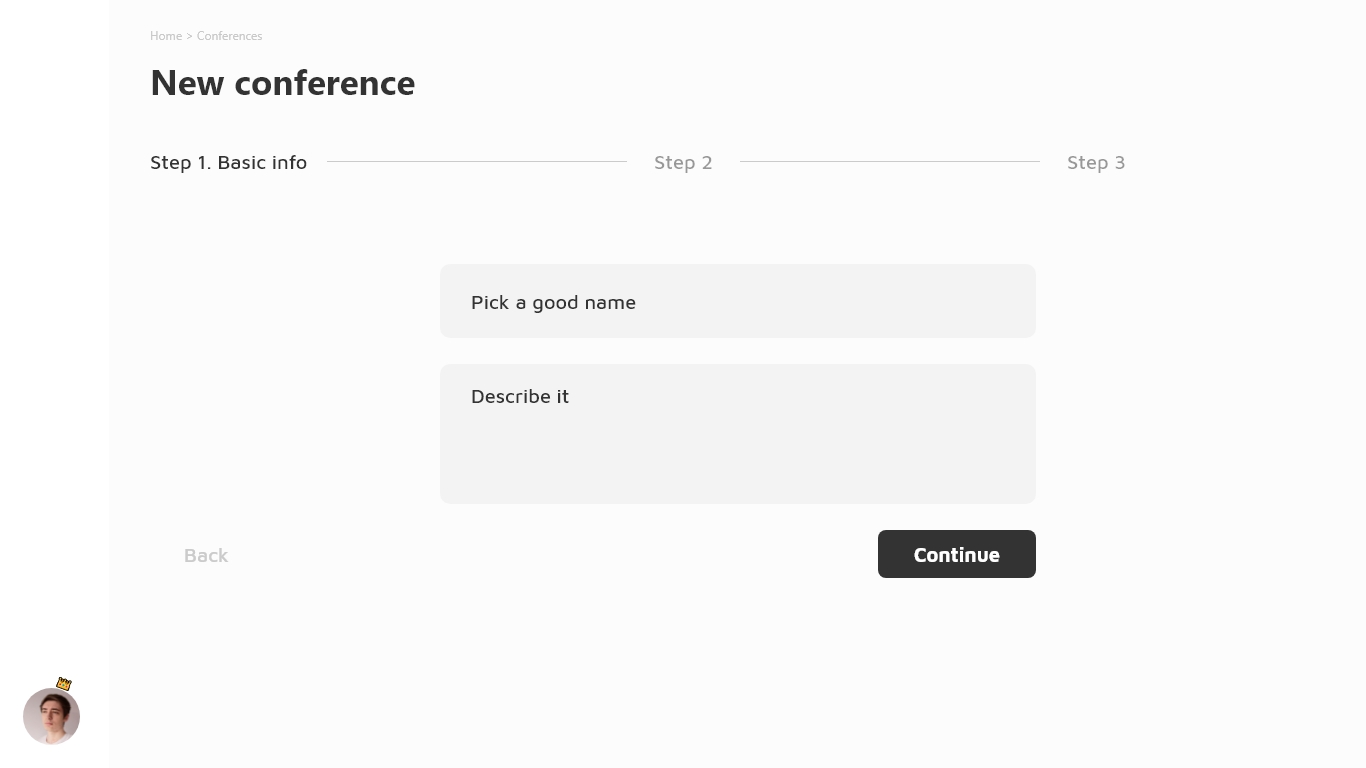 Home > Conferences
New conference
Step 1. Basic info
Step 2
Step 3
Pick a good name
Describe it
Back
Continue